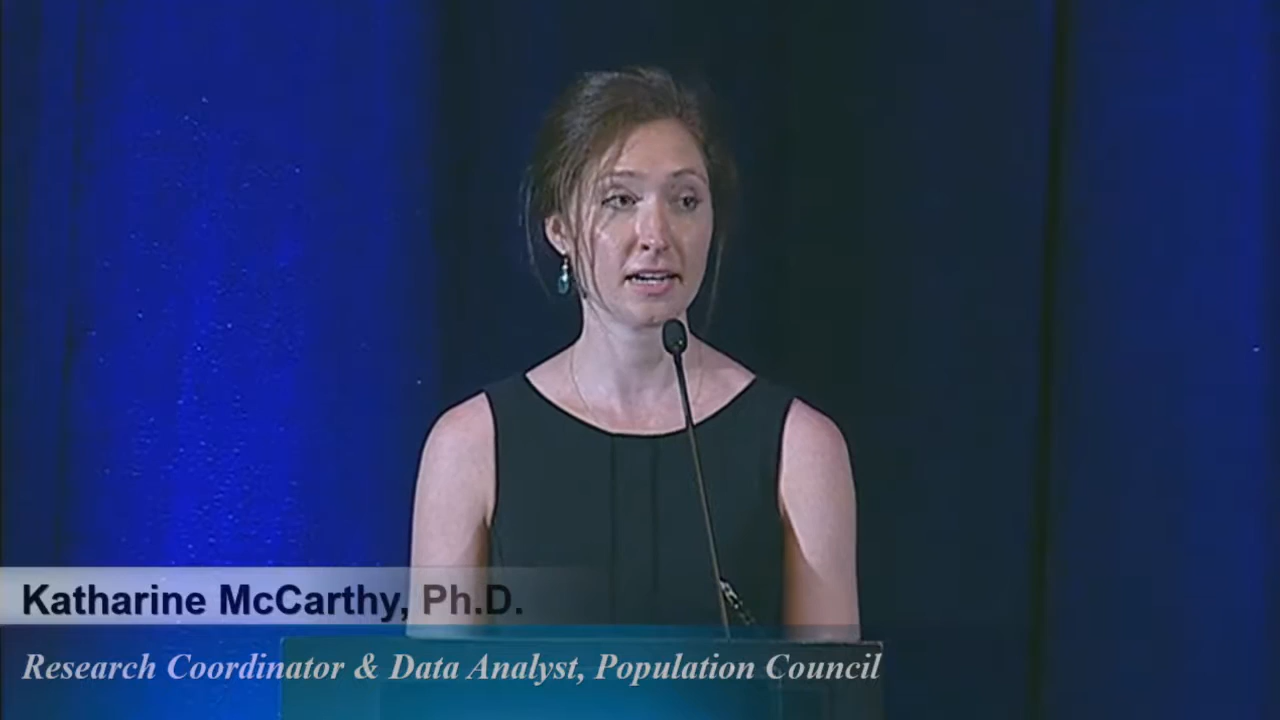 Katharine McCarthy, Ph.D.
Research Coordinator & Data Analyst, Population Council